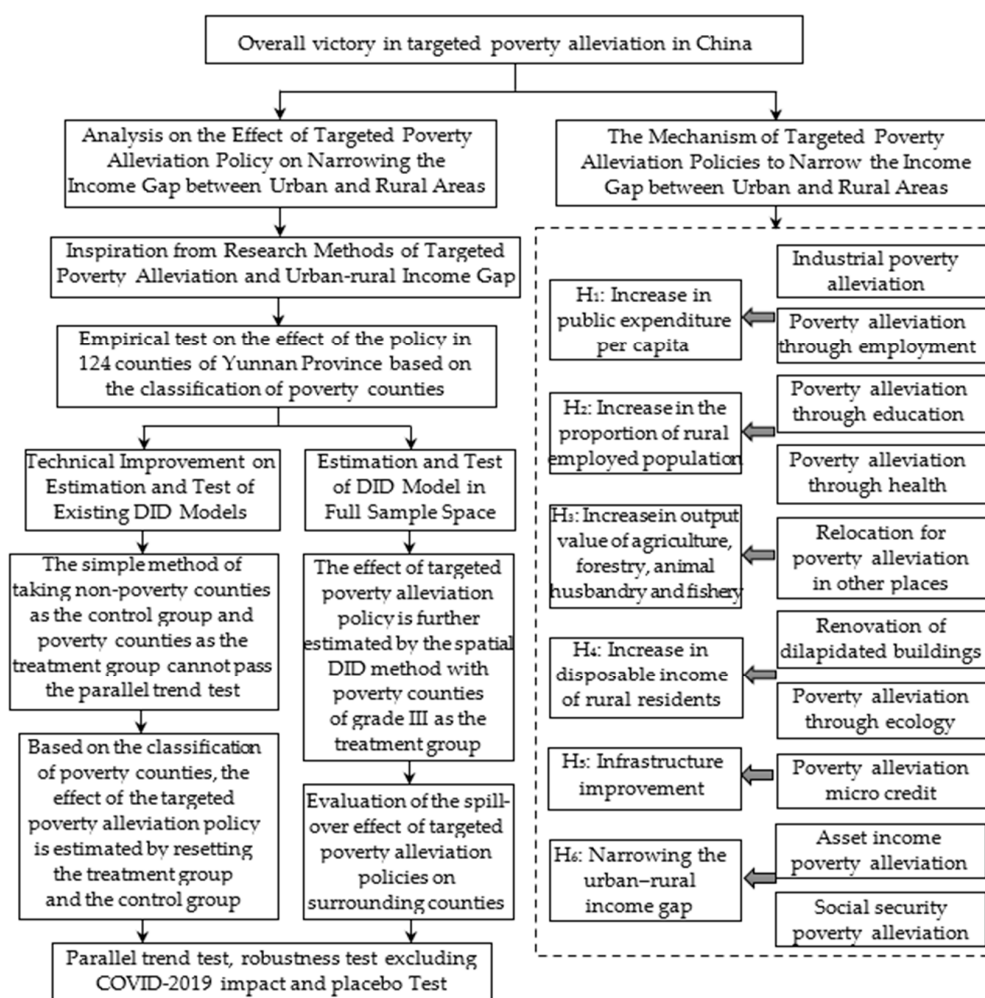 Overall victory in targeted poverty alleviation in China
Analysis on the Effect of Targeted Poverty
Alleviation Policy on Narrowing the
Income Gap between Urban and Rural Areas
The Mechanism of Targeted Poverty
Alleviation Policies to Narrow the Income
Gap between Urban and Rural Areas
Inspiration from Research Methods of Targeted
Poverty Alleviation and Urban-rural Income Gap
Empirical test on the effect of the policy in
124 counties of Yunnan Province based on
the classification of poverty counties
Technical Improvement on
Estimation and Test of
Existing DID Models
Estimation and Test
of DID Model in
Full Sample Space
The simple method of
taking non-poverty counties
as the control group and
poverty counties as the
treatment group cannot pass
the parallel trend test
The effect of targeted
poverty alleviation
policy is further
estimated by the spatial
DID method with
poverty counties
of grade III as the
treatment group
Based on the classification
of poverty counties, the
effect of the targeted
poverty alleviation policy
is estimated by resetting
the treatment group
and the control group
Evaluation of the spill-
over effect of targeted
poverty alleviation
policies on
surrounding counties
Parallel trend test, robustness test excluding
COVID-2019 impact and placebo Test
H1: Increase in
public expenditure
per capita
H2: Increase in the
proportion of rural
employed population
H3: Increase in output
value of agriculture,
forestry, animal
husbandry and fishery
H4: Increase in
disposable income
of rural residents
H5: Infrastructure
improvement
H6: Narrowing the
urban–rural
income gap
Industrial poverty
alleviation
Poverty alleviation
through employment
Poverty alleviation
through education
Poverty alleviation
through health
Relocation for
poverty alleviation
in other places
Renovation of
dilapidated buildings
Poverty alleviation
through ecology
Poverty alleviation
micro credit
Asset income
poverty alleviation
Social security
poverty alleviation